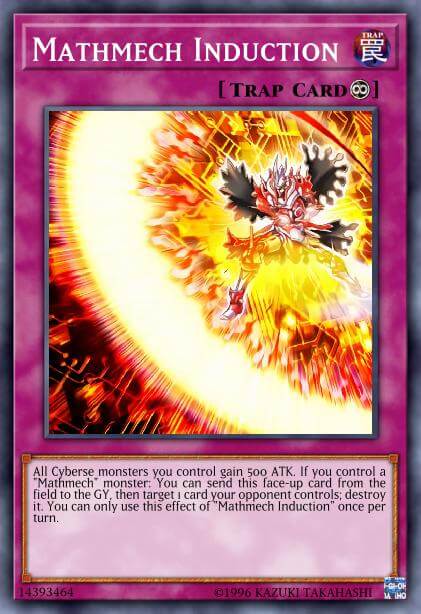 Mathmech Induction
TRAP
罠
[Trap Card]
All Cyberse monsters you control gain 500 ATK. If you control a
"Mathmech" monster: You can send this face-up card from the
field to the GY, then target 1 card your opponent controls; destroy
it. You can only use this effect of "Mathmech Induction" once per
turn.
14393464
©1996 KAZUKI TAKAHASHI